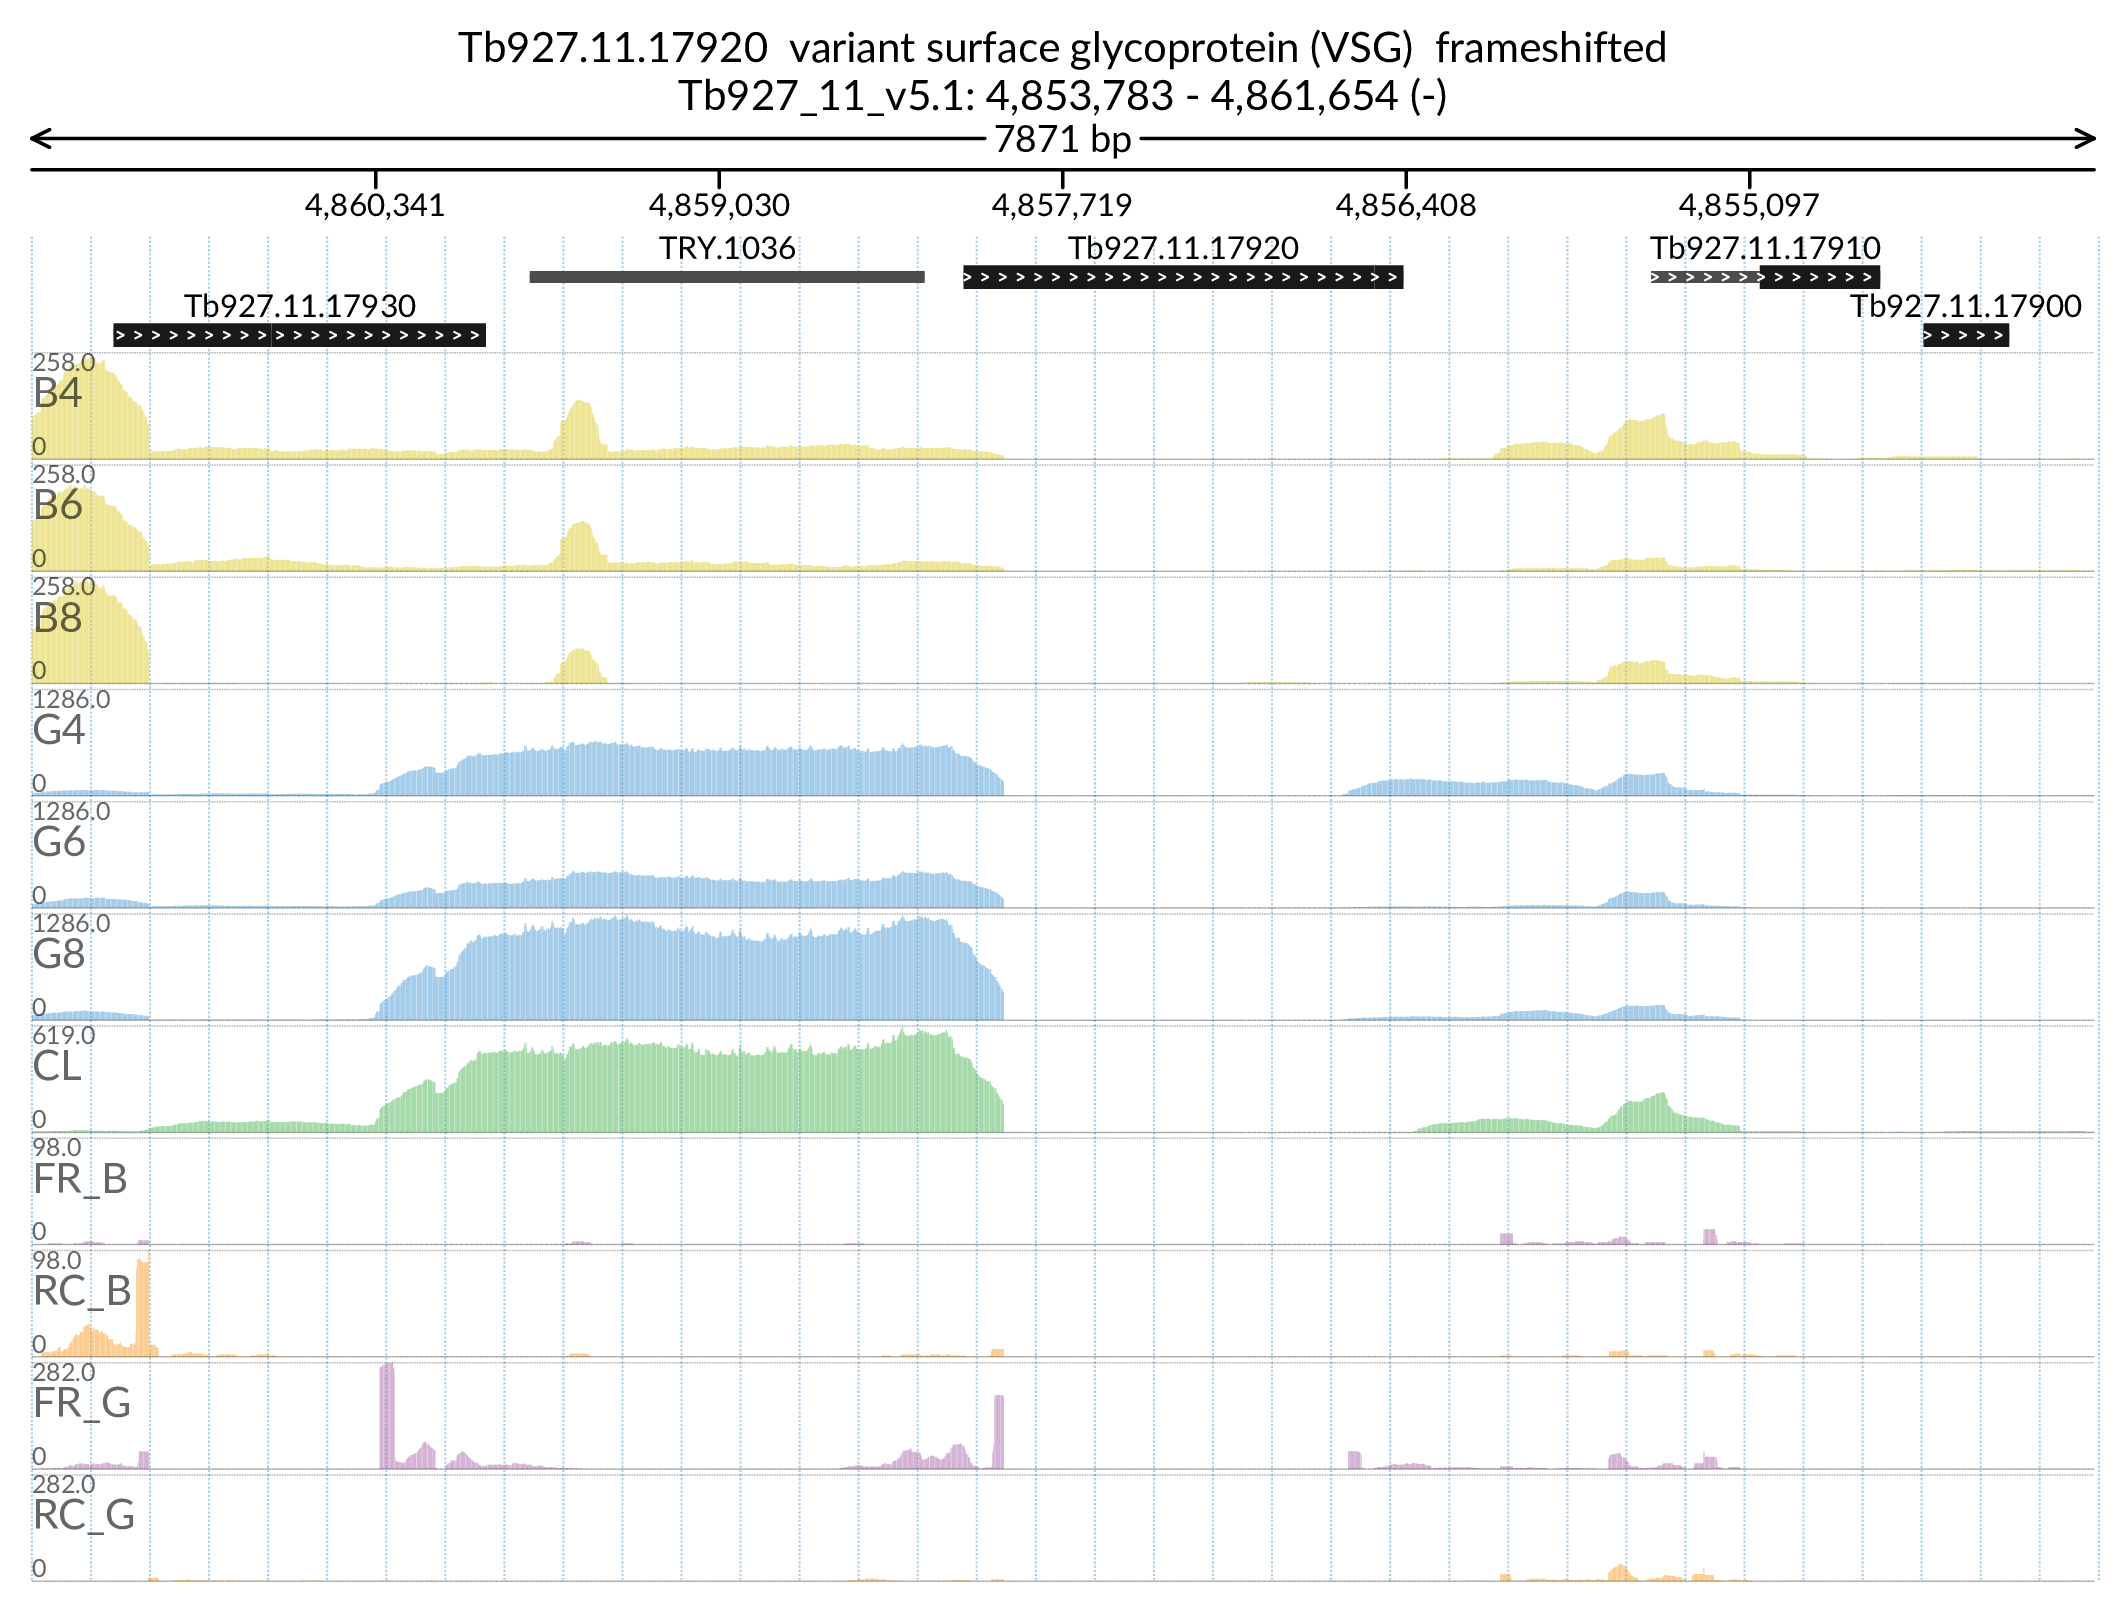 Tb927.11.17920  variant surface glycoprotein (VSG)  frameshifted
Tb927_11_v5.1: 4,853,783 - 4,861,654 (-)
7871 bp
4,860,341 4,859,030 4,857,719 4,856,408 4,855,097
TRY.1036 Tb927.11.17920 Tb927.11.17910
Tb927.11.17930 Tb927.11.17900
258.0
B4
0
258.0
B6
0
258.0
B8
0
1286.0
G4
0
1286.0
G6
0
1286.0
G8
0
619.0
CL
0
98.0
FR_B
0
98.0
RC_B
0
282.0
FR_G
0
282.0
RC_G
0